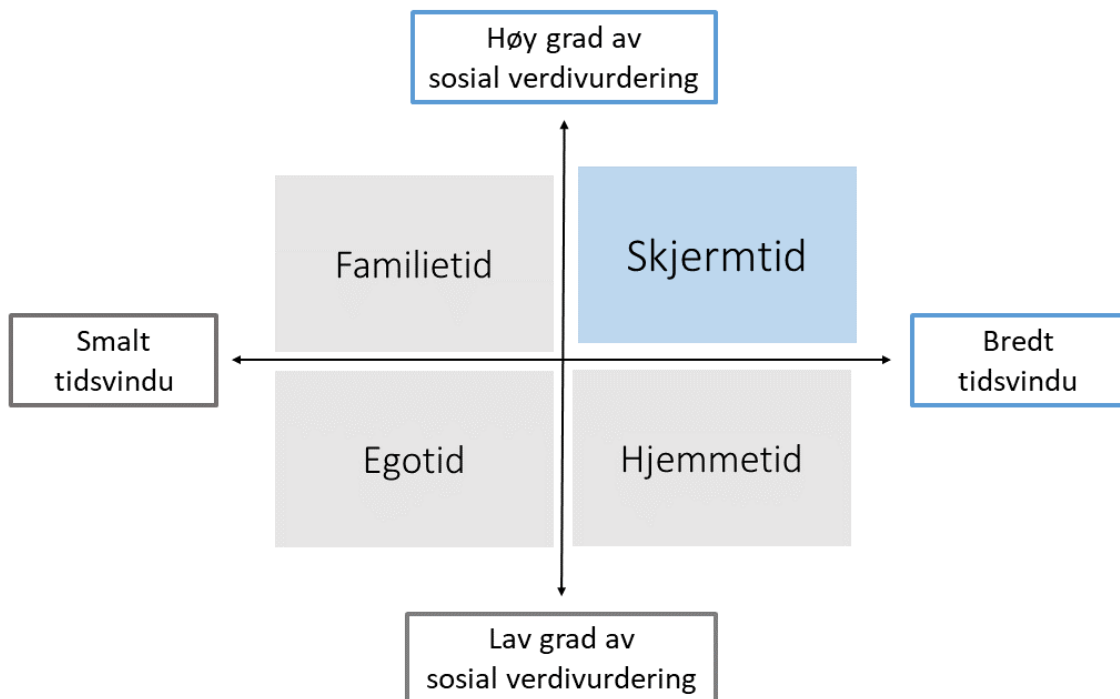 Høy grad av
sosial verdivurdering
Familietid
Skjermtid
Smalt
tidsvindu
Bredt
tidsvindu
Egotid
Hjemmetid
Lav grad av
sosial verdivurdering